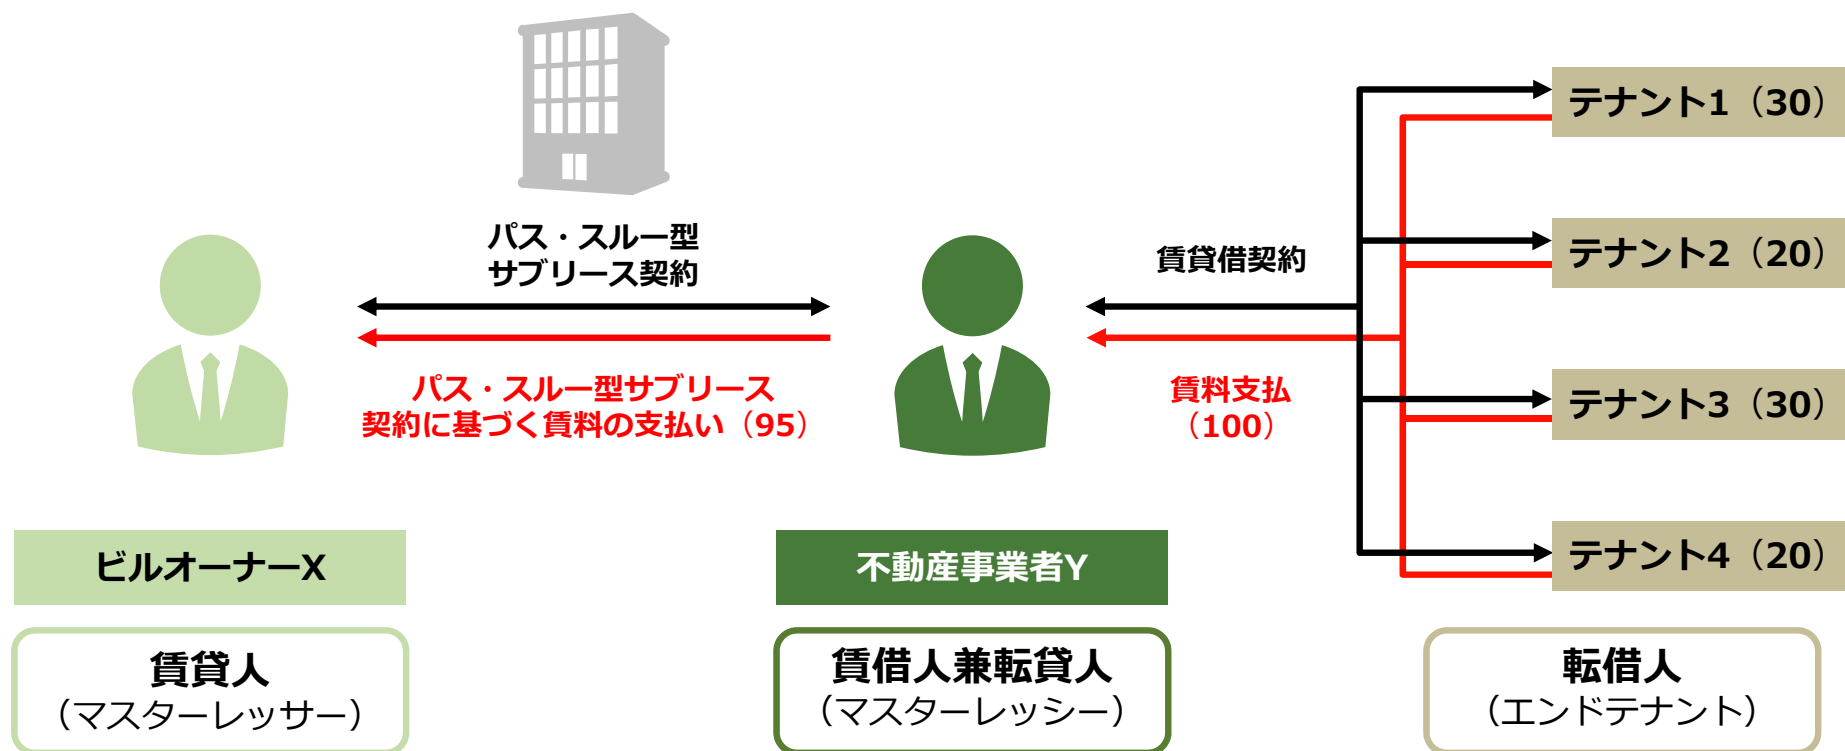 パス・スルー型
サブリース契約
パス・スルー型サブリース
契約に基づく賃料の支払い（95）
賃貸借契約
賃料支払
（100）
テナント1（30）
テナント2（20）
テナント3（30）
テナント4（20）
ビルオーナーX
不動産事業者Y
賃貸人
（マスターレッサー）
賃借人兼転貸人
（マスターレッシー）
転借人
（エンドテナント）